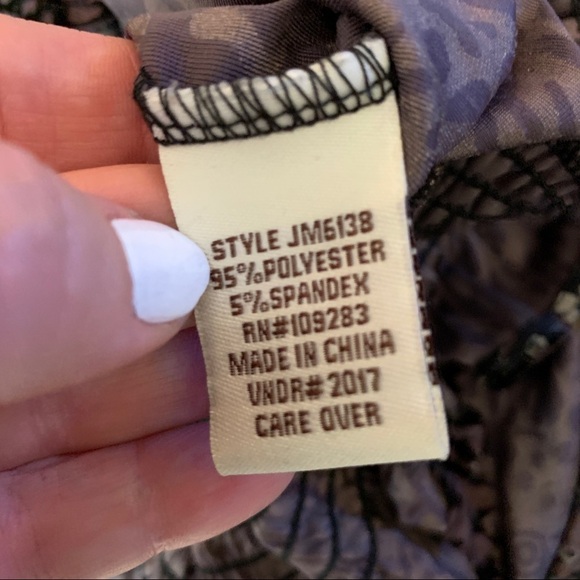 STYLE JM6138
95%POLYESTER
5%SPANDEX
RN#109283
MADE IN CHINA
VNDR# 2017
CARE OVER